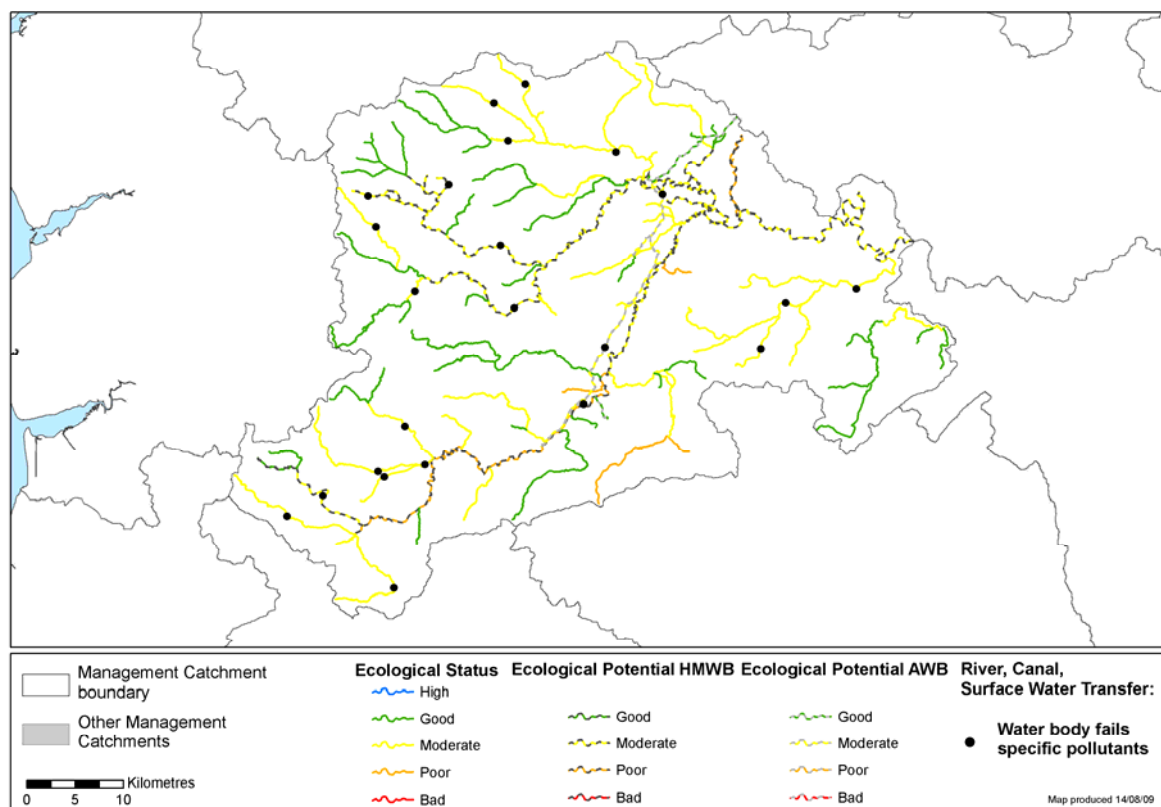 Management Catchment
boundary
Other Management
Catchments
Kilometres
0 5 10
Ecological Status
High
Good
Moderate
Poor
Bad
Ecological Potential HMWB
Good
Moderate
Poor
Bad
Ecological Potential AWB
Good
Moderate
Poor
Bad
River, Canal,
Surface Water Transfer:
Water body fails
specific pollutants
Map produced 14/08/09